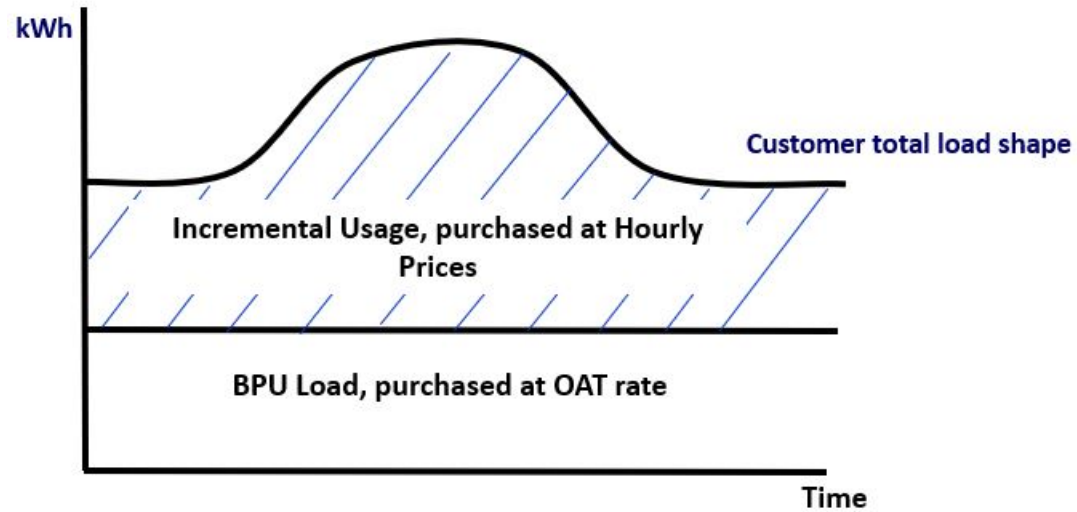 kWh
Customer total load shape
Incremental Usage, purchased at Hourly
Prices
BPU Load, purchased at OAT rate
Time